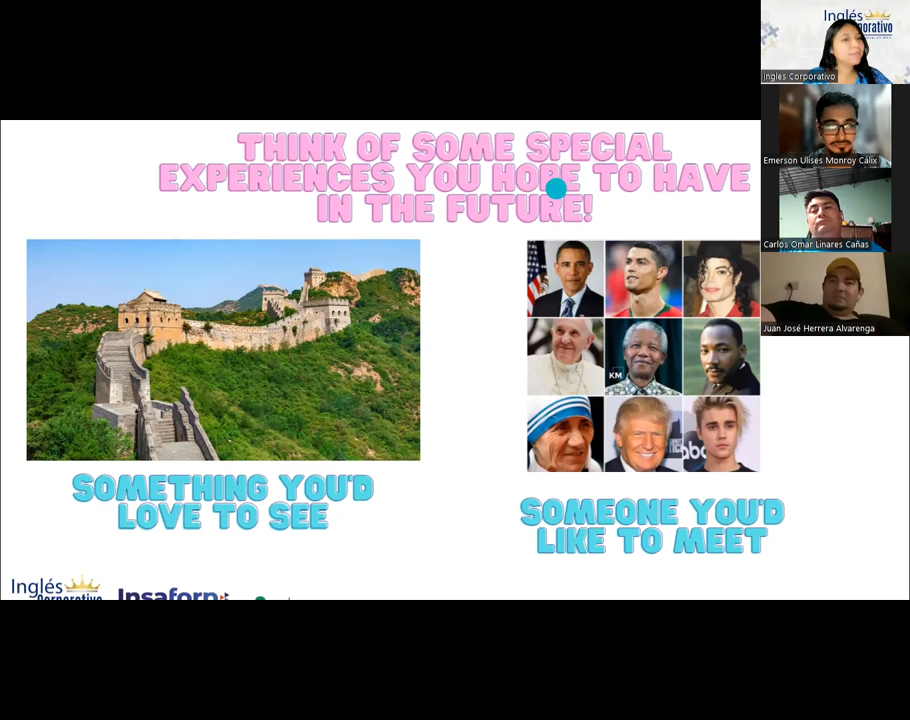 THINK OF SOME SPECIAL
EXPERIENCES YOU HOPE TO HAVE
IN THE FUTURE!
SOMETHING YOU'D
LOVE TO SEE
SOMEONE YOU'D
LIKE TO MEET
KM
abc
Inglés
Corporativo
Insaforp
Inglés
orporativo
Ingles Corporativo
Emerson Ulises Monroy Cálix
Carlos Omar Linares Cañas
Juan José Herrera Alvarenga